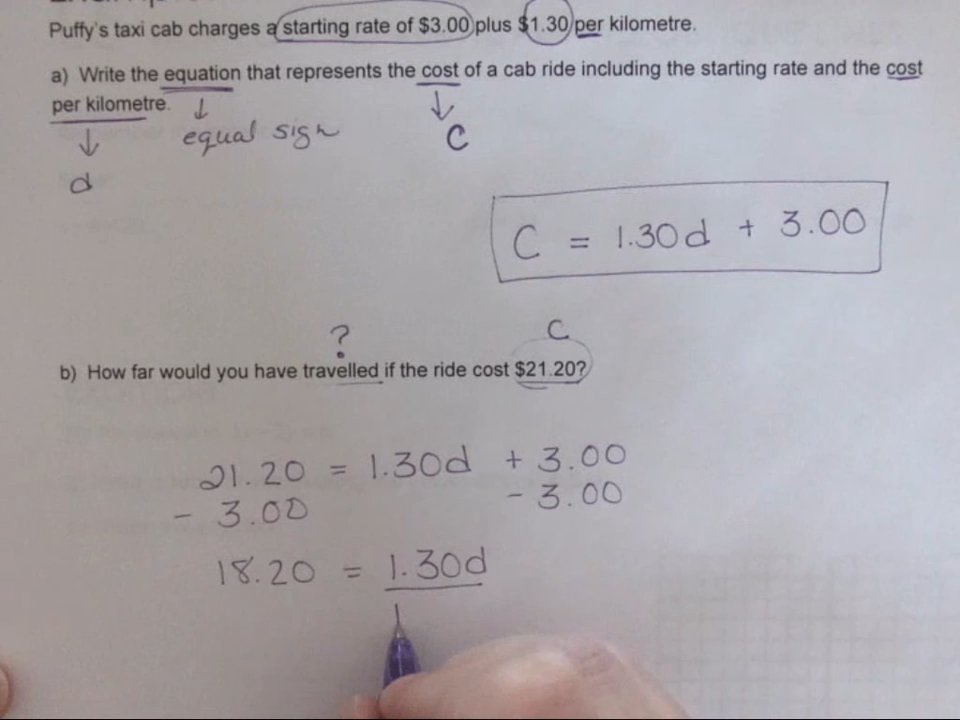 Puffy's taxi cab charges a starting rate of $3.00 plus $1.30 per kilometre.
a) Write the equation that represents the cost of a cab ride including the starting rate and the cost
per kilometre.
equal sign
C
d
C = 1.30d + 3.00
? C
b) How far would you have travelled if the ride cost $21.20?
21.20 = 1.30d + 3.00
- 3.00 - 3.00
18.20 = 1.30d
1